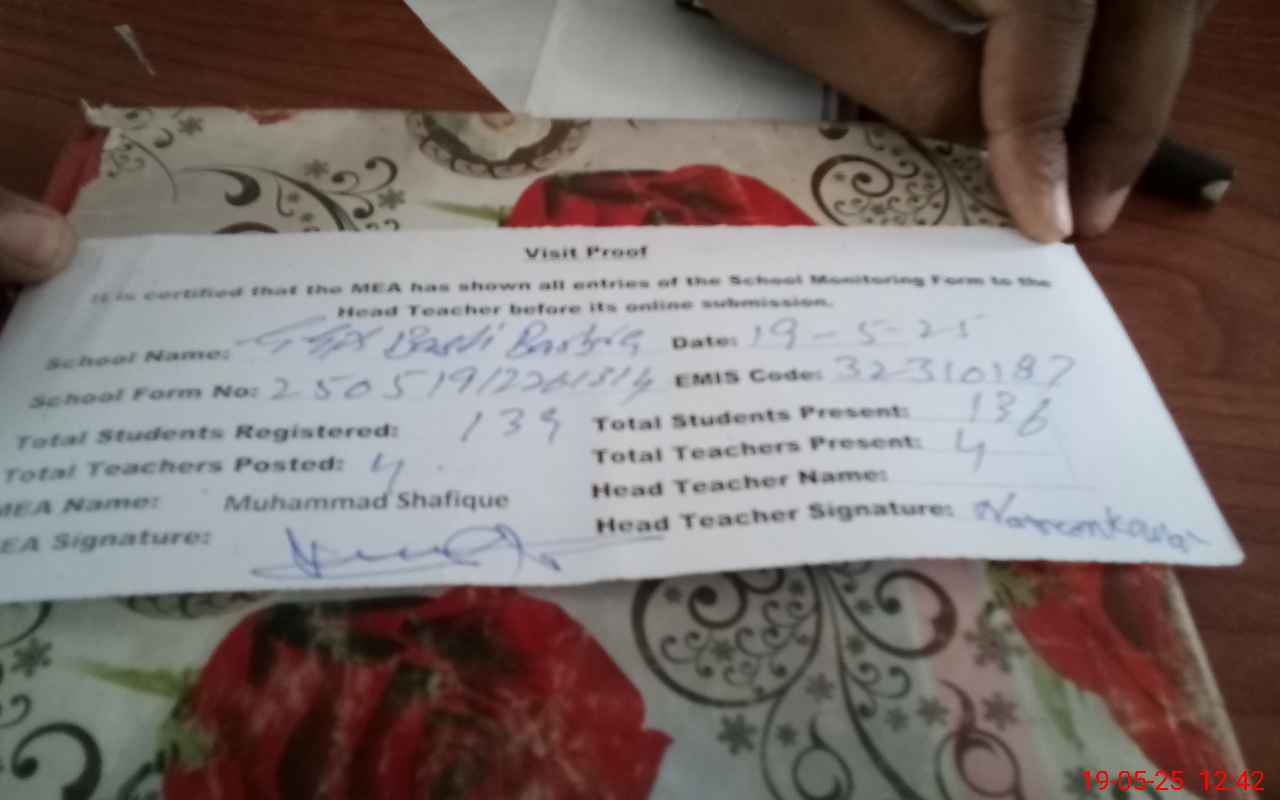 Visit Proof
It is certified that the MEA has shown all entries of the School Monitoring Form to the
Head Teacher before its online submission.
School Name: Basti Date: 19-5-25
School Form No: EMIS Code: 32310187
Total Students Registered: 139 Total Students Present: 136
Total Teachers Posted: 4 Total Teachers Present: 4
MEA Name: Muhammad Shafique Head Teacher Name:
EA Signature: Head Teacher Signature:
19-05-25 12:42